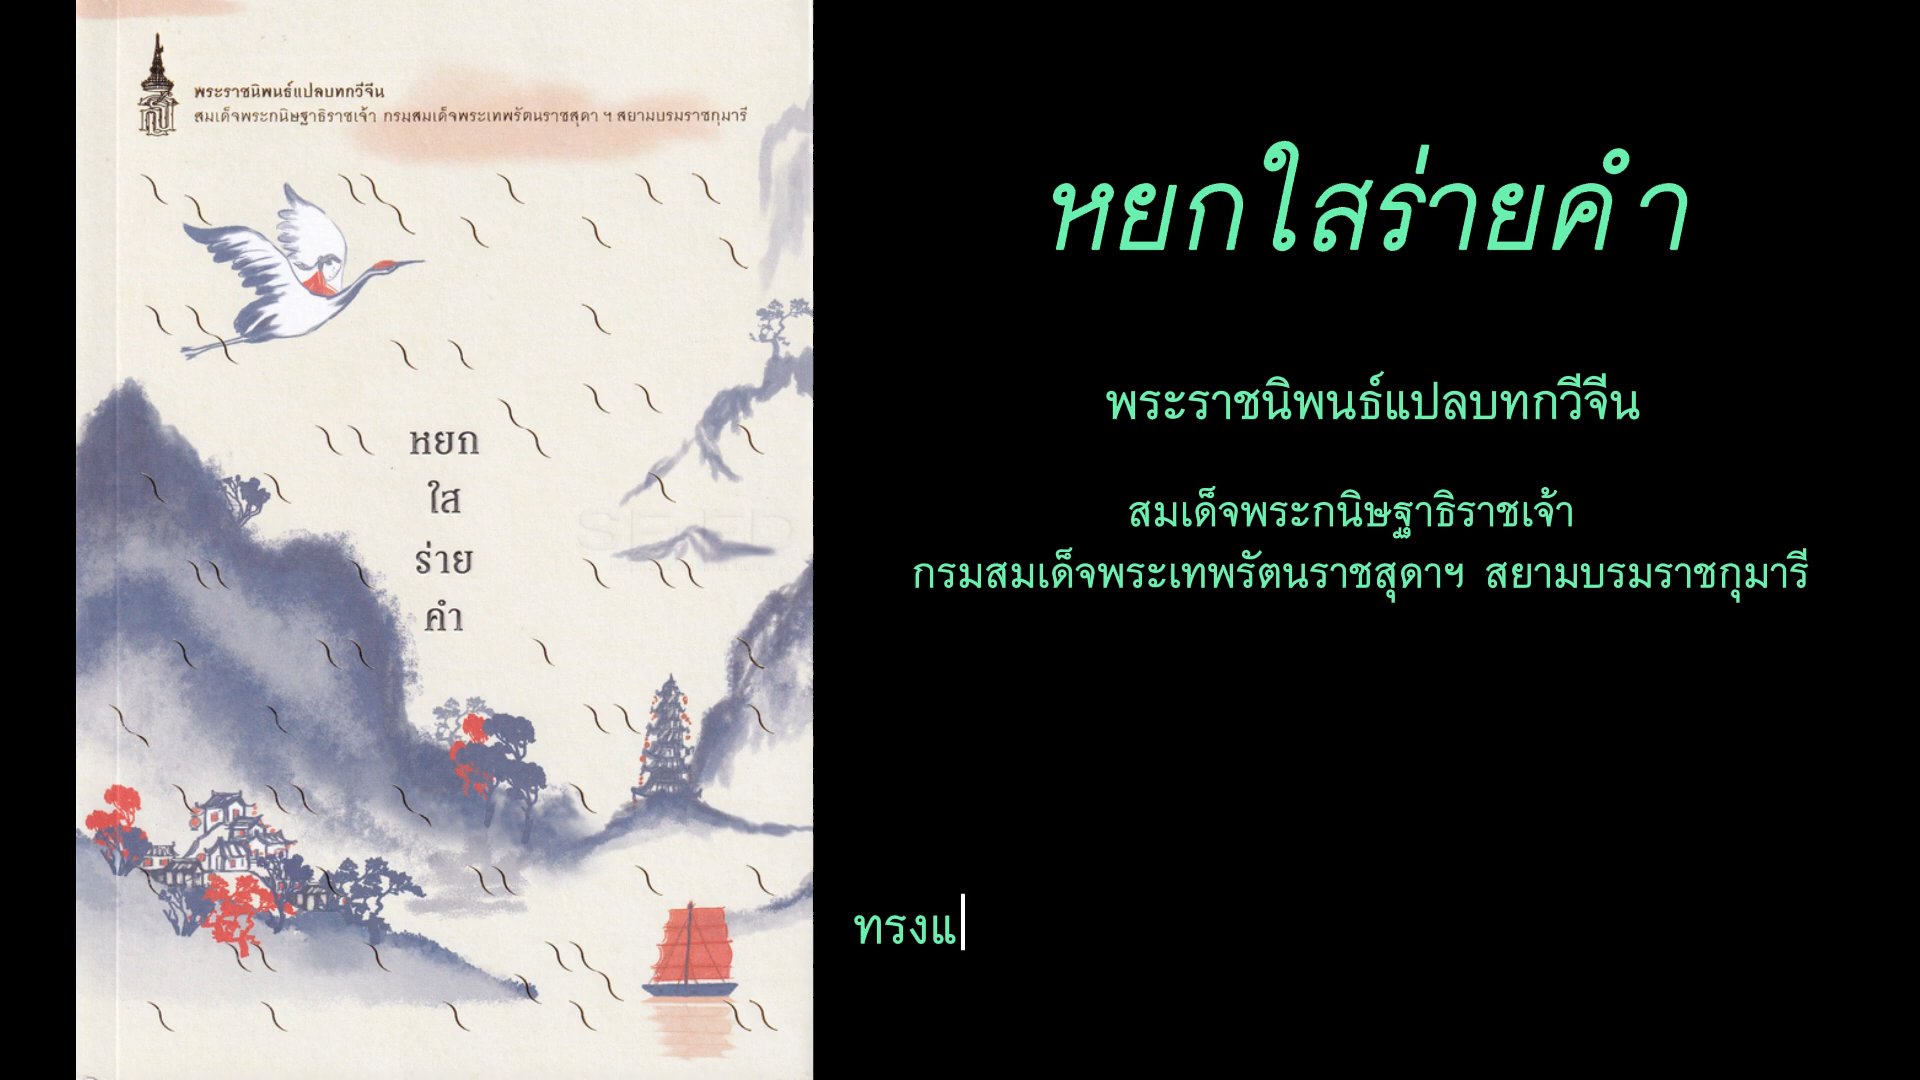 พระราชนิพนธ์แปลบทกวีจีน
สมเด็จพระกนิษฐาธิราชเจ้า กรมสมเด็จพระเทพรัตนราชสุดา ฯ สยามบรมราชกุมารี
หยก
ใส
ร่าย
คำ
หยกใสร่ายคำ
พระราชนิพนธ์แปลบทกวีจีน
สมเด็จพระกนิษฐาธิราชเจ้า
กรมสมเด็จพระเทพรัตนราชสุดาฯ สยามบรมราชกุมารี
ทรงแ